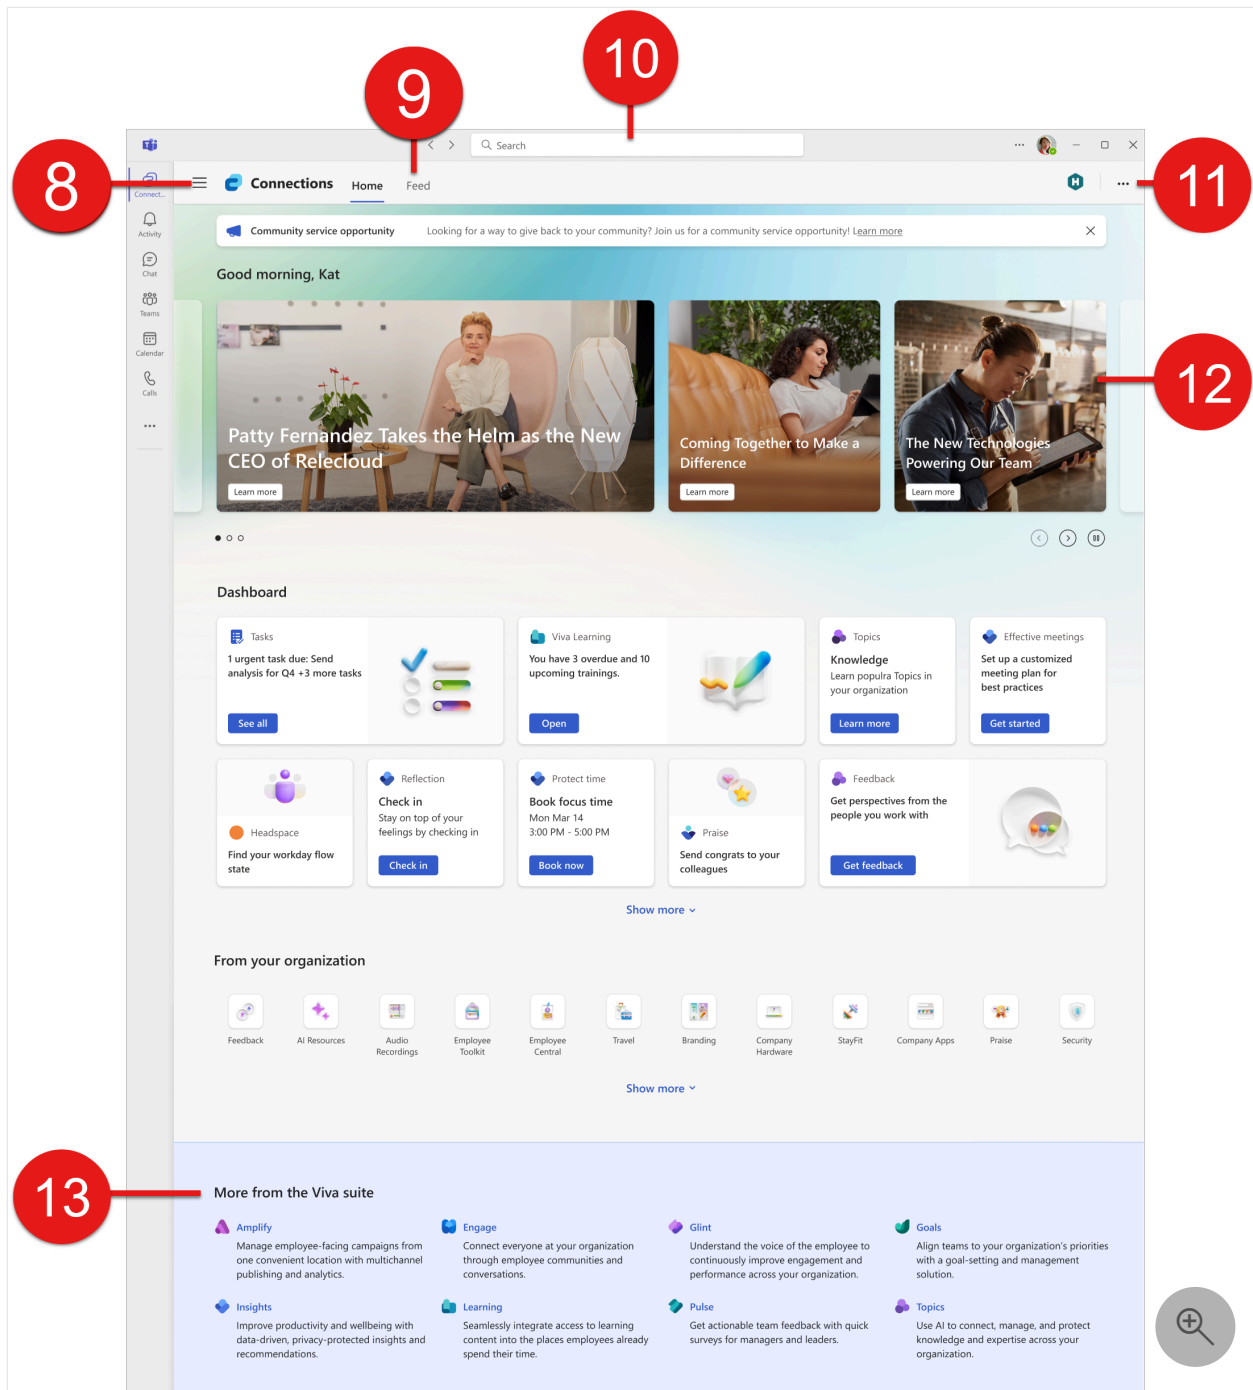 10
9
8
Search
11
Connect...
Connections
Home
Feed
H
Activity
Community service opportunity
Looking for a way to give back to your community? Join us for a community service opportunity! Learn more
Chat
Good morning, Kat
Teams
Calendar
Calls
12
Patty Fernandez Takes the Helm as the New
CEO of Relecloud
Learn more
Coming Together to Make a
Difference
Learn more
The New Technologies
Powering Our Team
Learn more
Dashboard
Tasks
1 urgent task due: Send
analysis for Q4 +3 more tasks
See all
Viva Learning
You have 3 overdue and 10
upcoming trainings.
Open
Topics
Knowledge
Learn populra Topics in
your organization
Learn more
Effective meetings
Set up a customized
meeting plan for
best practices
Get started
Headspace
Find your workday flow
state
Reflection
Check in
Stay on top of your
feelings by checking in
Check in
Protect time
Book focus time
Mon Mar 14
3:00 PM - 5:00 PM
Book now
Praise
Send congrats to your
colleagues
Feedback
Get perspectives from the
people you work with
Get feedback
Show more
From your organization
Feedback
AI Resources
Audio
Recordings
Employee
Toolkit
Employee
Central
Travel
Branding
Company
Hardware
StayFit
Company Apps
Praise
Security
Show more
13
More from the Viva suite
Amplify
Manage employee-facing campaigns from
one convenient location with multichannel
publishing and analytics.
Engage
Connect everyone at your organization
through employee communities and
conversations.
Glint
Understand the voice of the employee to
continuously improve engagement and
performance across your organization.
Goals
Align teams to your organization's priorities
with a goal-setting and management
solution.
Insights
Improve productivity and wellbeing with
data-driven, privacy-protected insights and
recommendations.
Learning
Seamlessly integrate access to learning
content into the places employees already
spend their time.
Pulse
Get actionable team feedback with quick
surveys for managers and leaders.
Topics
Use AI to connect, manage, and protect
knowledge and expertise across your
organization.